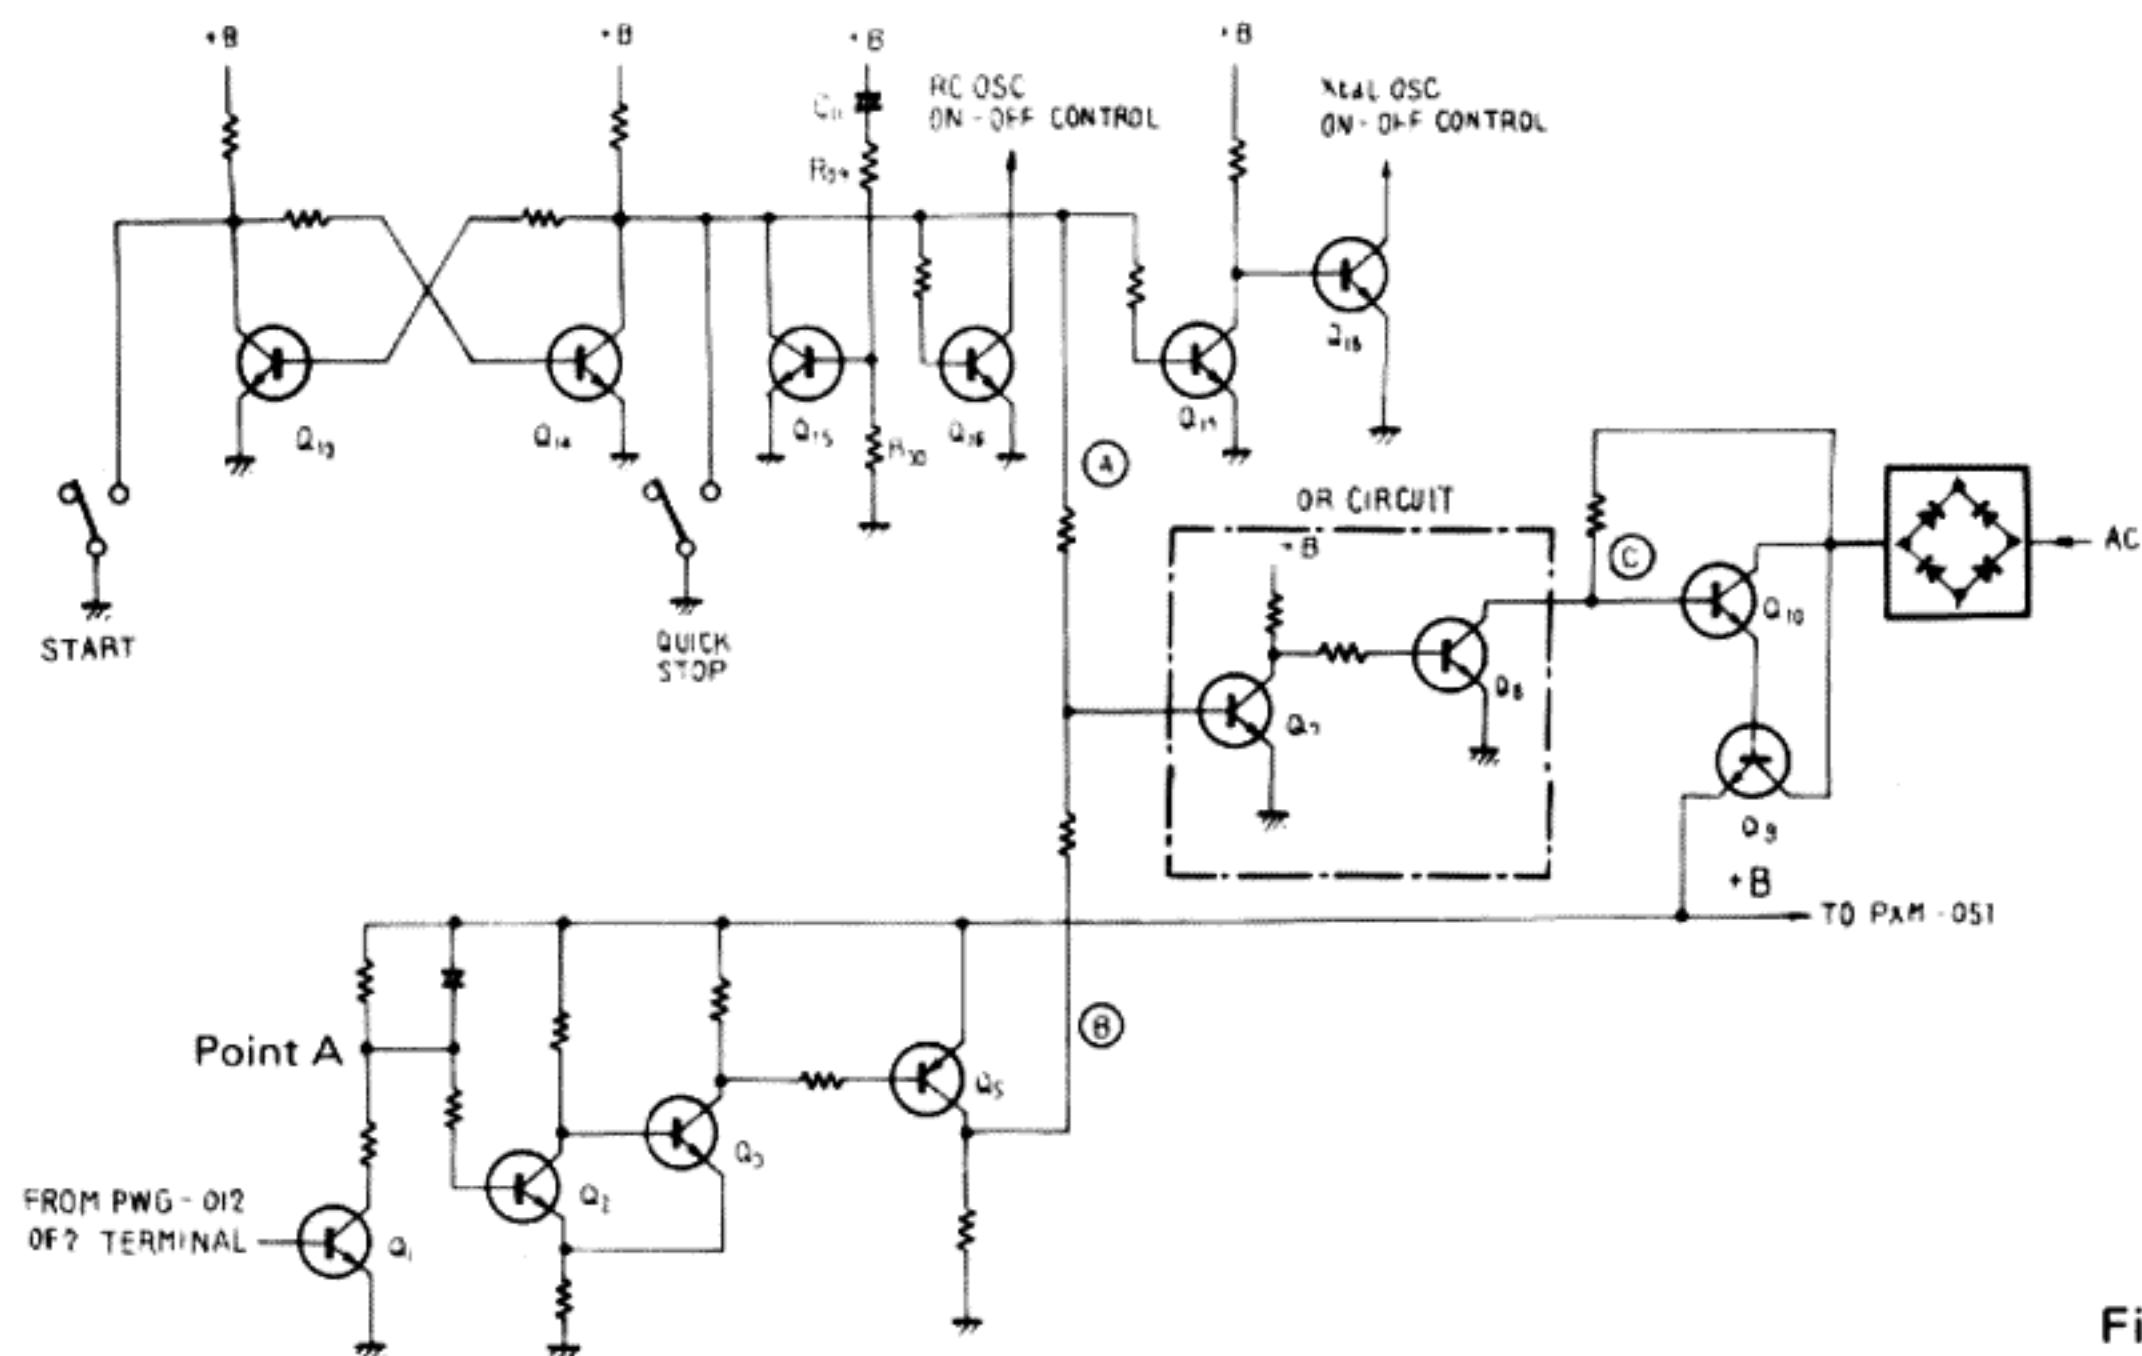 +B
+B
+B
+B
RC OSC
ON-OFF CONTROL
Xtal OSC
ON-OFF CONTROL
C11
Q13
Q14
Q15
Q16
Q18
R30
A
START
QUICK
STOP
OR CIRCUIT
+B
C
AC
Q10
Q7
Q8
Q9
+B
TO PAM-051
Point A
B
Q5
Q3
Q2
Q1
FROM PWG-012
OF? TERMINAL
Fi